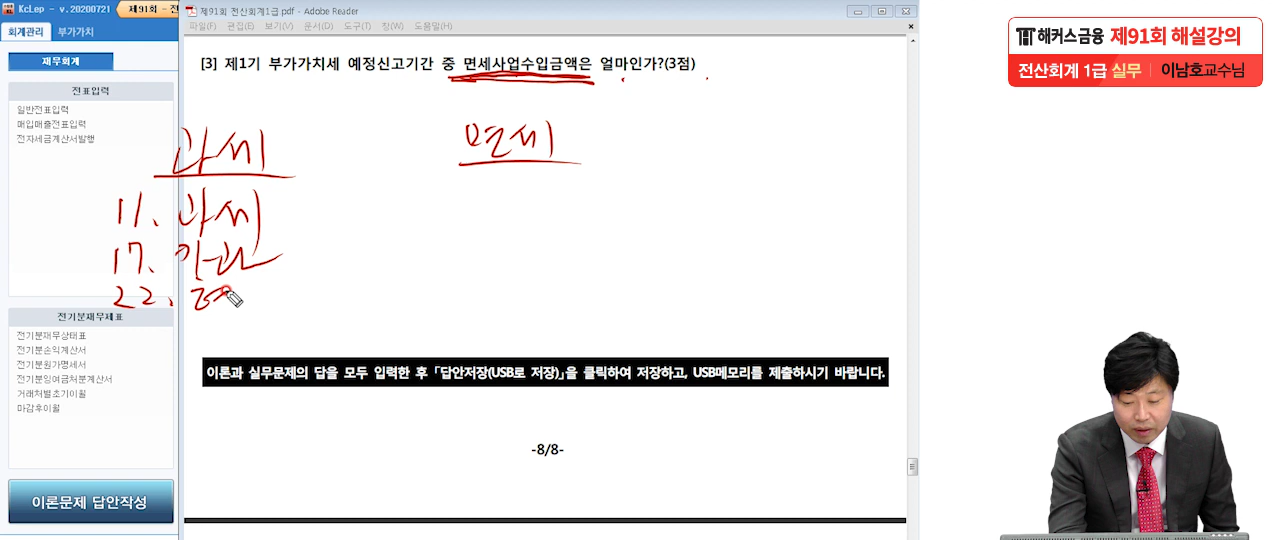 KcLep - v.20200721
제91회 - 전
회계관리
부가가치
재무회계
전표입력
일반전표입력
매입매출전표입력
전자세금계산서발행
전기분재무제표
전기분재무상태표
전기분손익계산서
전기분원가명세서
전기분잉여금처분계산서
거래처별초기이월
마감후이월
이론문제 답안작성
제91회 전산회계1급.pdf - Adobe Reader
파일(F) 편집(E) 보기(V) 문서(D) 도구(T) 창(W) 도움말(H)
[3] 제1기 부가가치세 예정신고기간 중 면세사업수입금액은 얼마인가?(3점)
과세
면세
11. 과세
17. 카과
22.
이론과 실무문제의 답을 모두 입력한 후 「답안저장(USB로 저장)」을 클릭하여 저장하고, USB메모리를 제출하시기 바랍니다.
-8/8-
해커스금융 제91회 해설강의
전산회계 1급 실무 이남호교수님